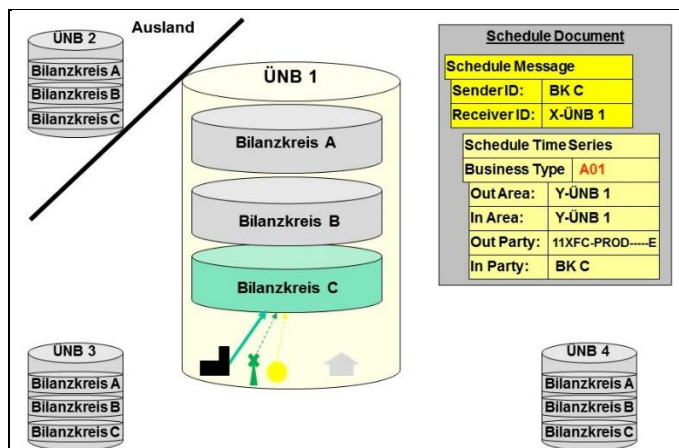 ÜNB 2
Bilanzkreis A
Bilanzkreis B
Bilanzkreis C
Ausland
ÜNB 1
Bilanzkreis A
Bilanzkreis B
Bilanzkreis C
Schedule Document
Schedule Message
Sender ID: BK C
Receiver ID: X-ÜNB 1
Schedule Time Series
Business Type A01
Out Area: Y-ÜNB 1
In Area: Y-ÜNB 1
Out Party: 11XFC-PROD-----E
In Party: BK C
ÜNB 3
Bilanzkreis A
Bilanzkreis B
Bilanzkreis C
ÜNB 4
Bilanzkreis A
Bilanzkreis B
Bilanzkreis C